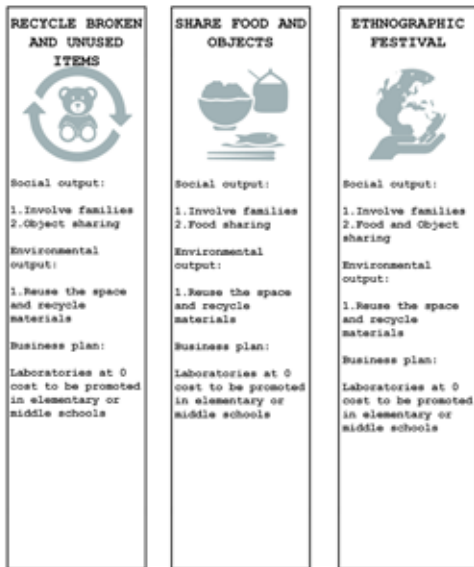 RECYCLE BROKEN
AND UNUSED
ITEMS
Social output:
1.Involve families
2.Object sharing
Environmental
output:
1.Reuse the space
and recycle
materials
Business plan:
Laboratories at 0
cost to be promoted
in elementary or
middle schools
SHARE FOOD AND
OBJECTS
Social output:
1.Involve families
2.Food sharing
Environmental
output:
1.Reuse the space
and recycle
materials
Business plan:
Laboratories at 0
cost to be promoted
in elementary or
middle schools
ETHNOGRAPHIC
FESTIVAL
Social output:
1.Involve families
2.Food and Object
sharing
Environmental
output:
1.Reuse the space
and recycle
materials
Business plan:
Laboratories at 0
cost to be promoted
in elementary or
middle schools